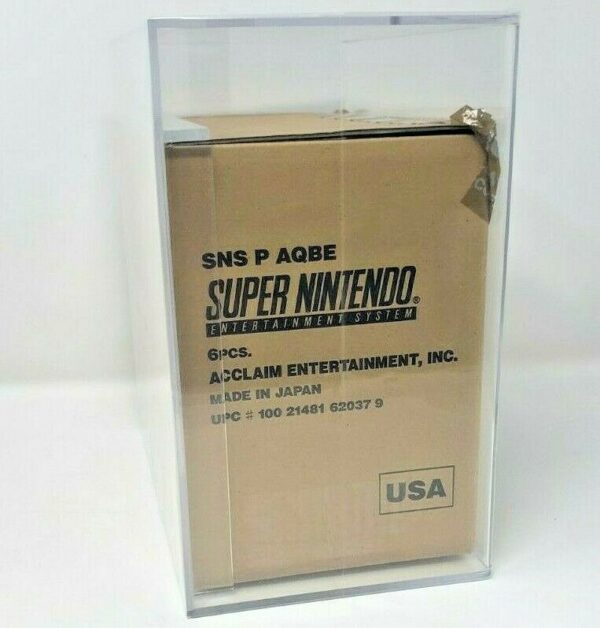 SNS P AQBE
SUPER NINTENDO®
ENTERTAINMENT SYSTEM
6PCS.
ACCLAIM ENTERTAINMENT, INC.
MADE IN JAPAN
UPC # 100 21481 62037 9
USA